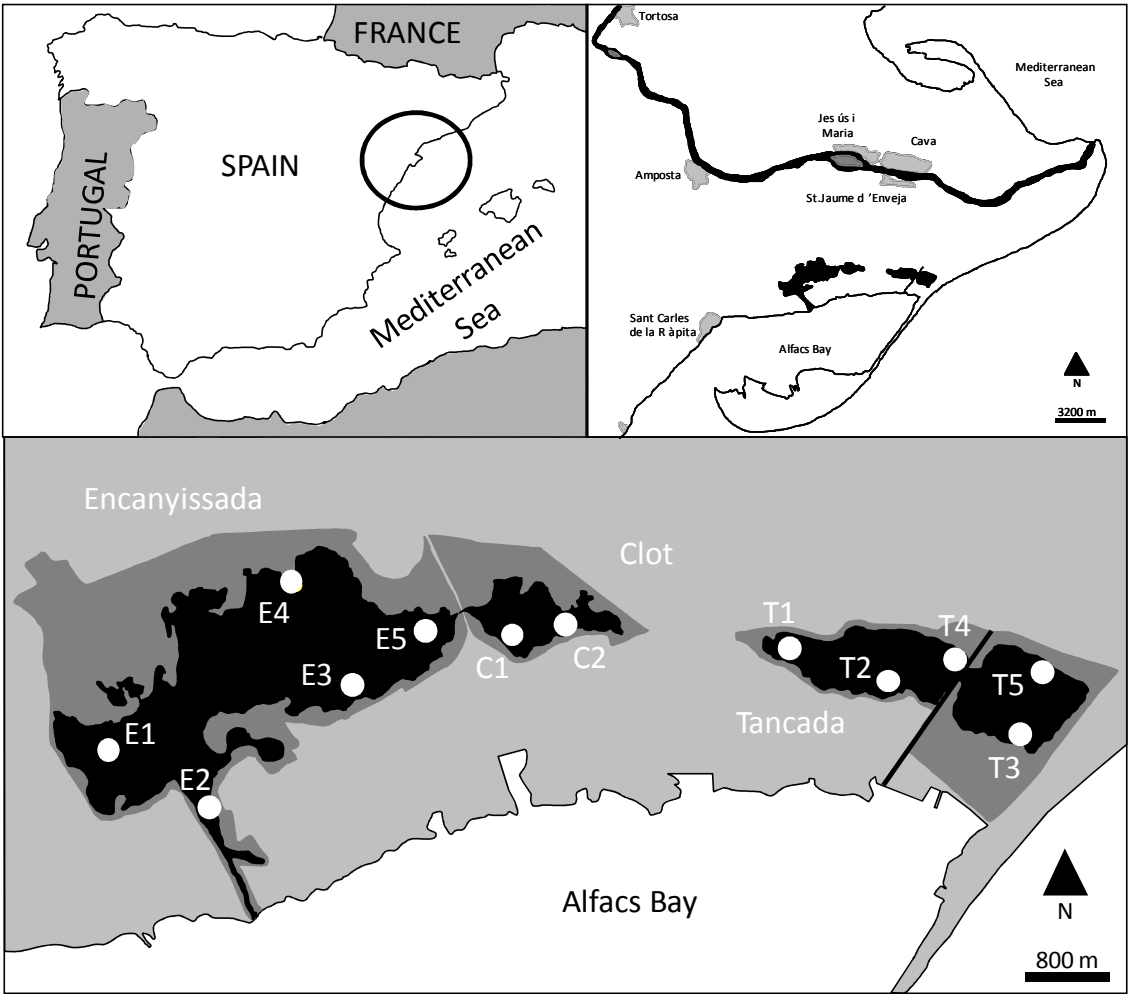 FRANCE
SPAIN
PORTUGAL
Mediterranean
Sea
Tortosa
Mediterranean
Sea
Jes ús i
Maria
Cava
Amposta
St.Jaume d ’Enveja
Sant Carles
de la R àpita
Alfacs Bay
N
3200 m
Encanyissada
Clot
E4
E5
T1
T4
C1
C2
E3
T2
T5
Tancada
E1
T3
E2
Alfacs Bay
N
800 m